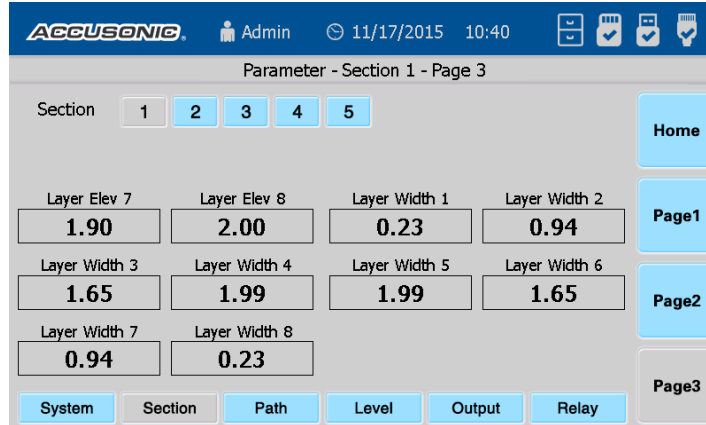 ACCUSONIC. Admin 11/17/2015 10:40
Parameter - Section 1 - Page 3
Section 1 2 3 4 5
Home
Layer Elev 7 Layer Elev 8 Layer Width 1 Layer Width 2
1.90 2.00 0.23 0.94
Page1
Layer Width 3 Layer Width 4 Layer Width 5 Layer Width 6
1.65 1.99 1.99 1.65
Page2
Layer Width 7 Layer Width 8
0.94 0.23
Page3
System Section Path Level Output Relay